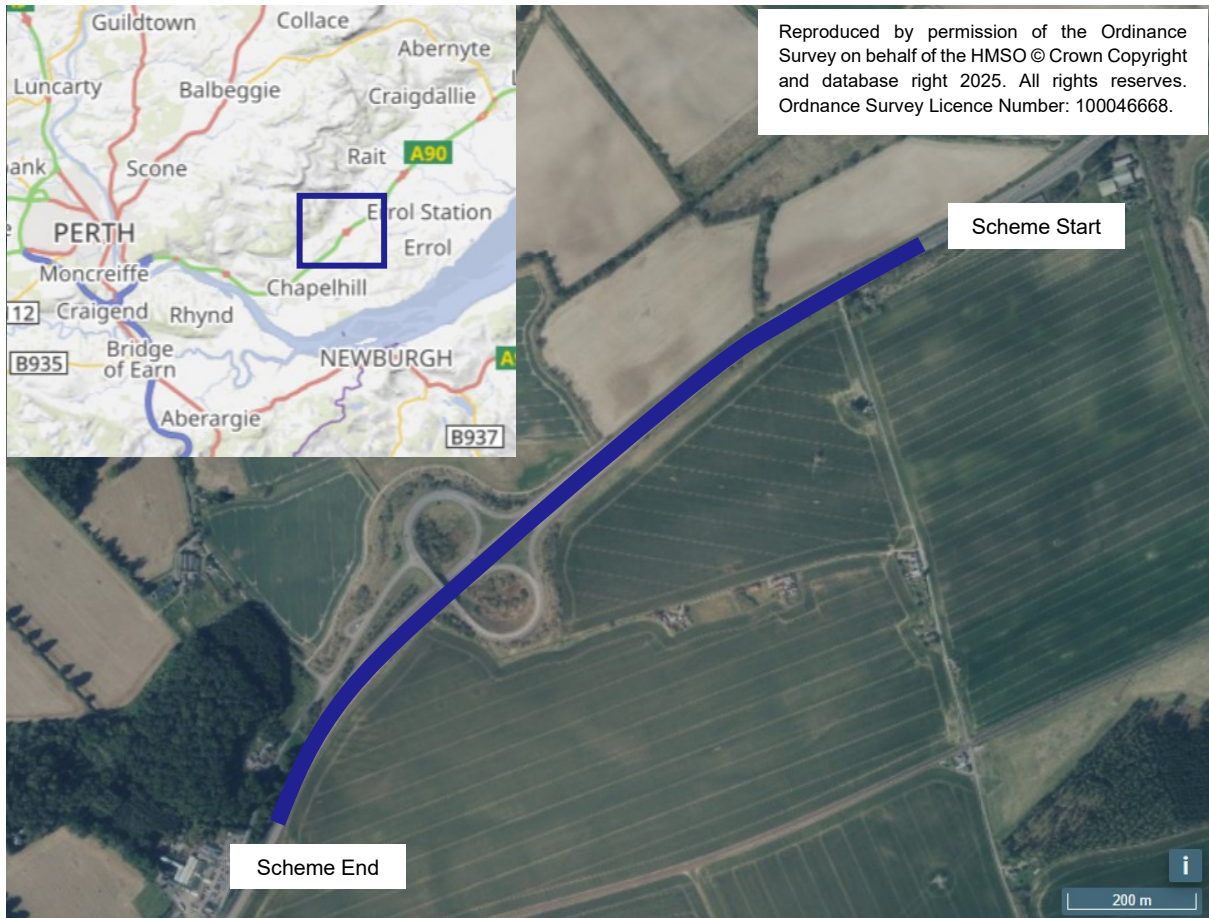 Guildtown
Collace
Abernyte
Luncarty
Balbeggie
Craigdallie
Rait
A90
ank
Scone
Errol Station
PERTH
Errol
Moncreiffe
Chapelhill
112
Craigend
Rhynd
Bridge
of Earn
NEWBURGH
B935
Aberargie
B937
Reproduced by permission of the Ordinance
Survey on behalf of the HMSO © Crown Copyright
and database right 2025. All rights reserves.
Ordnance Survey Licence Number: 100046668.
Scheme Start
Scheme End
i
200 m